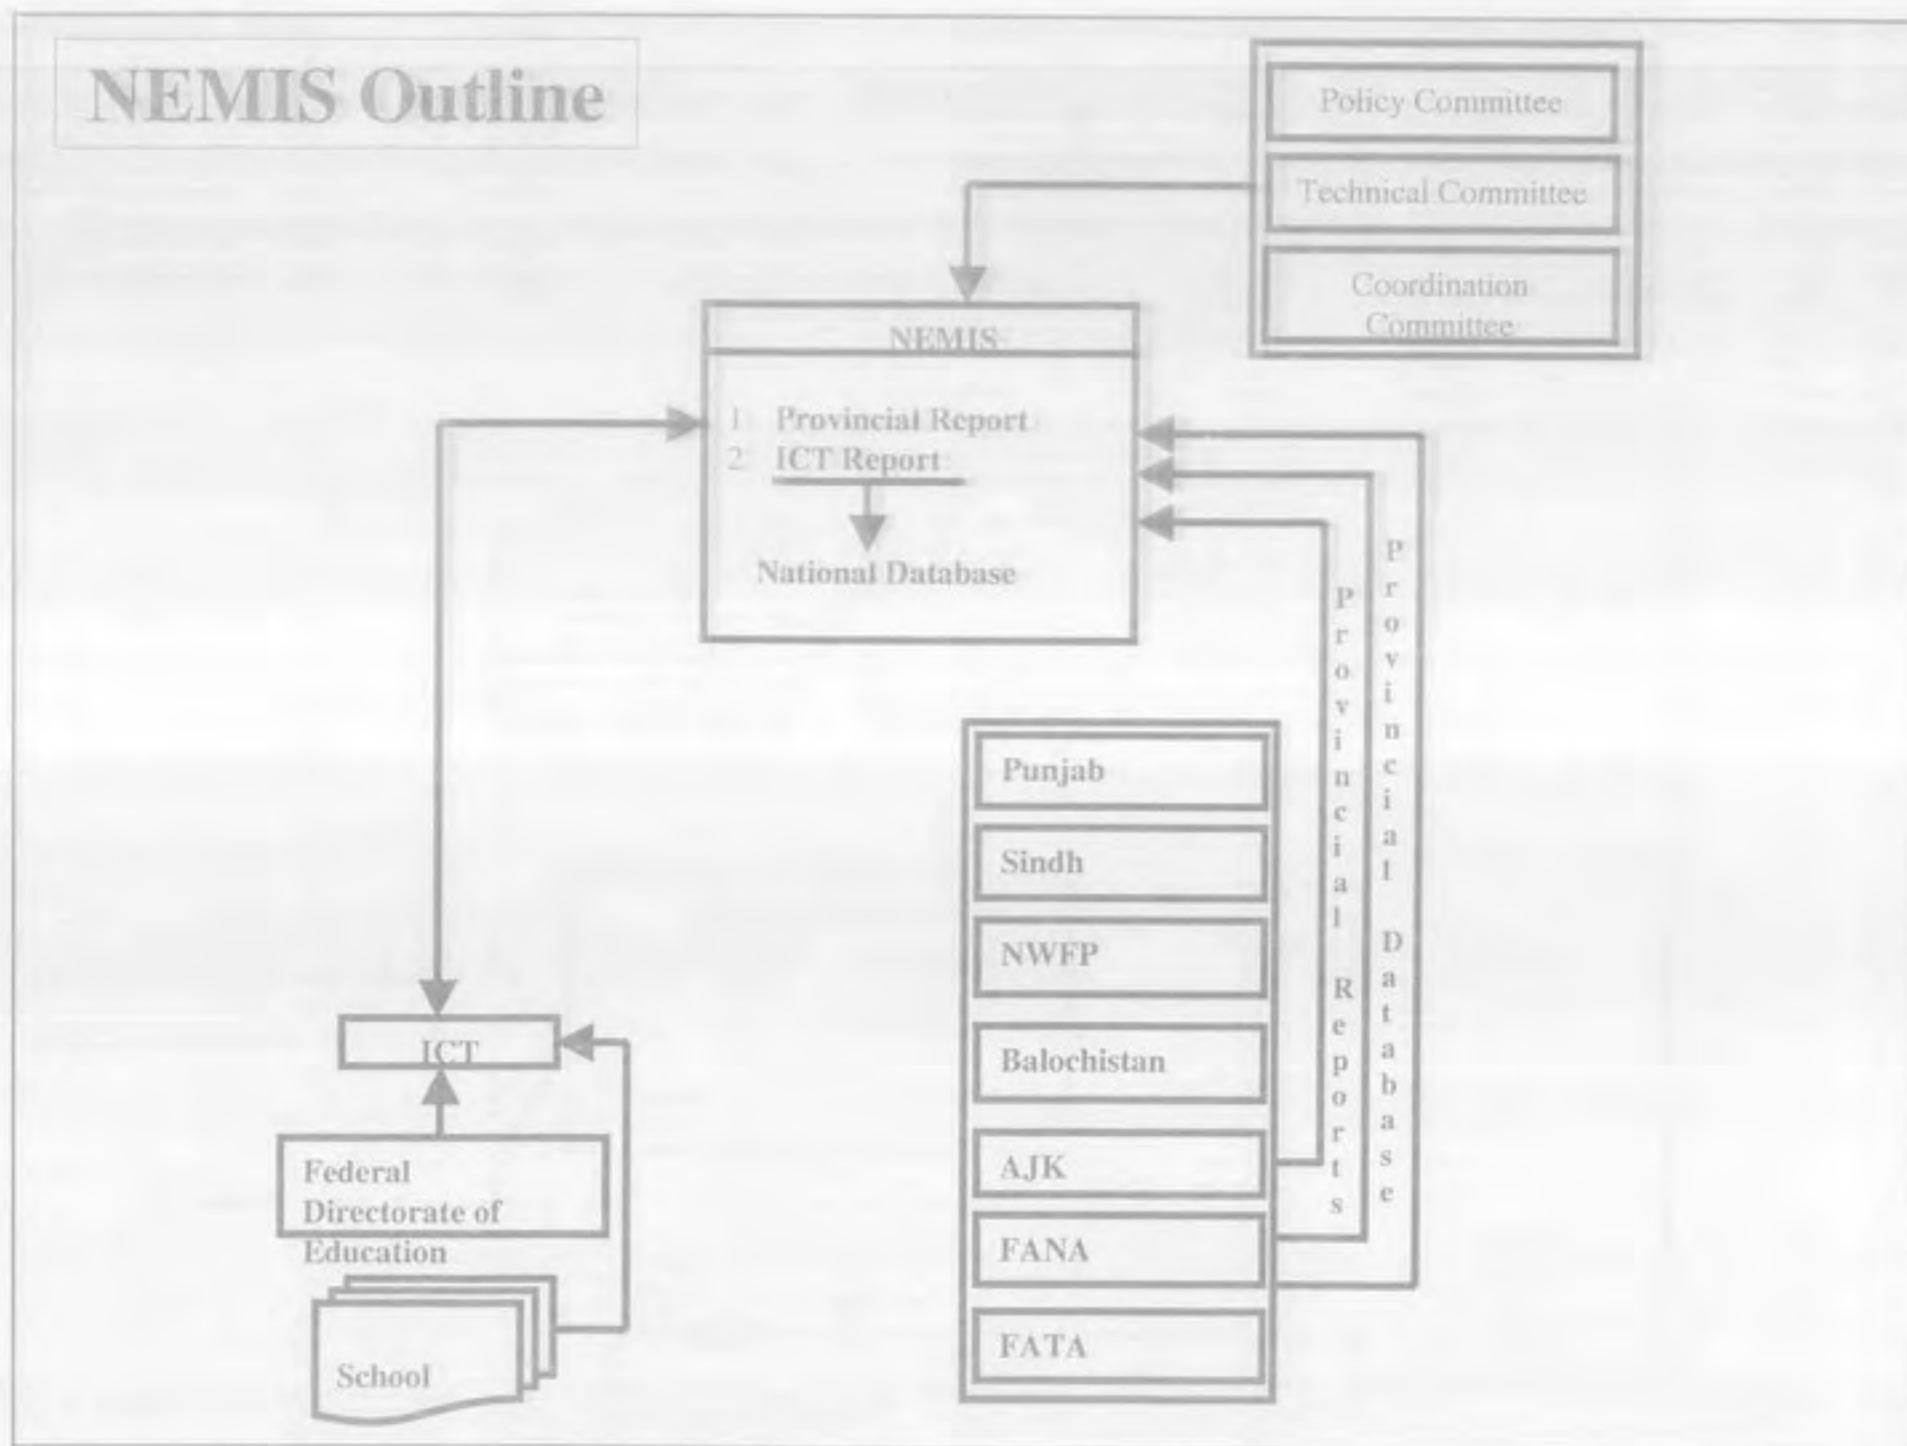 NEMIS Outline
Policy Committee
Technical Committee
Coordination
Committee
NEMIS
1. Provincial Report
2. ICT Report
National Database
Provincial Reports
Provincial Database
Punjab
Sindh
NWFP
Balochistan
AJK
FANA
FATA
ICT
Federal
Directorate of
Education
School